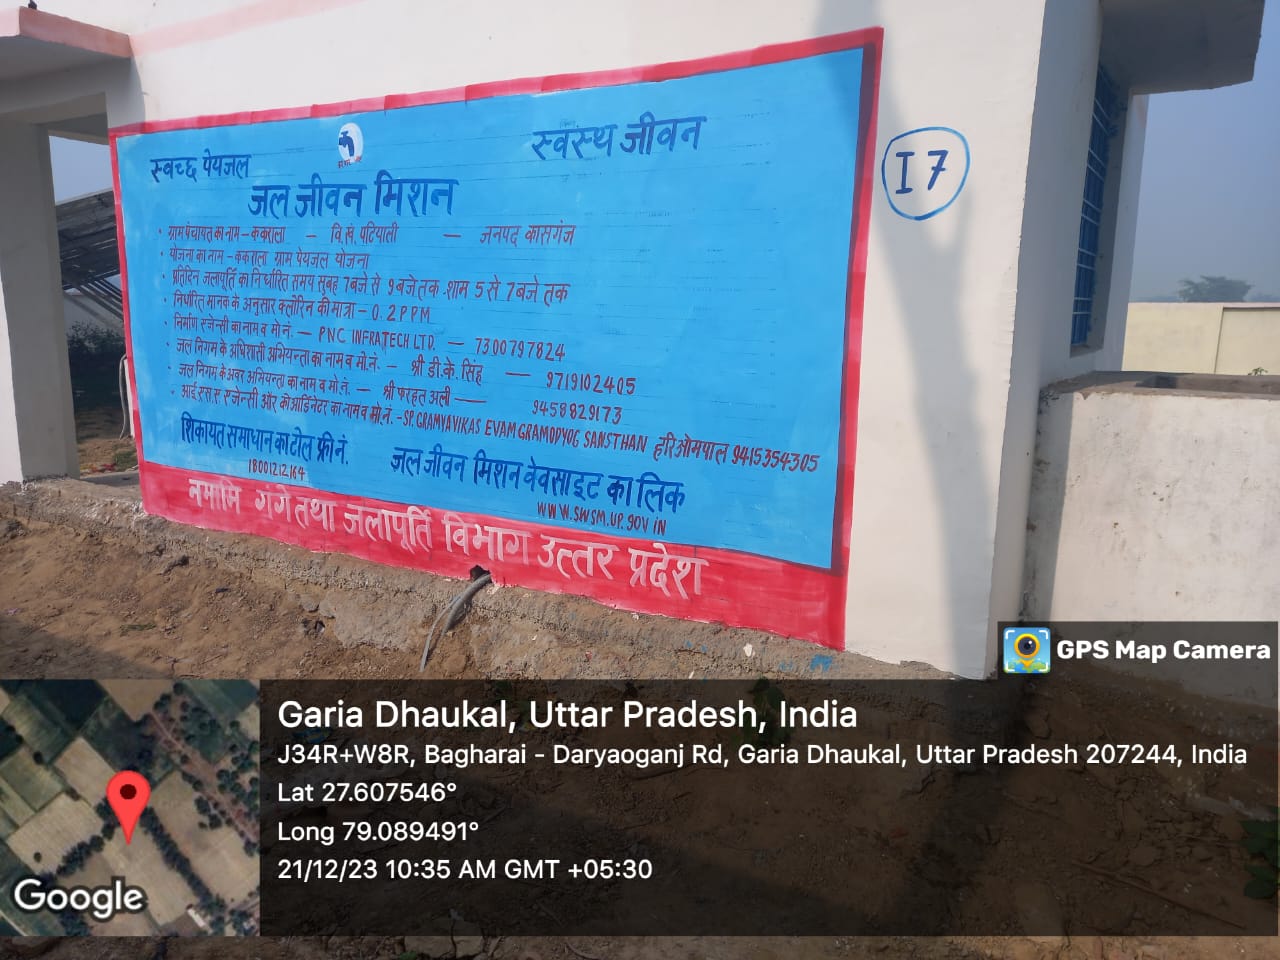 स्वच्छ पेयजल
स्वस्थ जीवन
जल जीवन मिशन
• ग्राम पंचायत का नाम - ककराला - वि.खं. पटियाली - जनपद कासगंज
• योजना का नाम - ककराला ग्राम पेयजल योजना
• प्रतिदिन जलापूर्ति का निर्धारित समय सुबह 7 बजे से 9 बजे तक शाम 5 से 7 बजे तक
• निर्धारित मानक के अनुसार क्लोरिन की मात्रा - 0.2 PPM
• निर्माण एजेन्सी का नाम व मो.नं. - PNC INFRATECH LTD. - 7300797824
• जल निगम के अधिशासी अभियन्ता का नाम व मो.नं. - श्री डी.के. सिंह - 9719102405
• जल निगम के अवर अभियन्ता का नाम व मो.नं. - श्री फरहत अली - 9458829173
• आई.एस.ए एजेन्सी और कोआर्डिनेटर का नाम व मो.नं. - SP. GRAMYAVIKAS EVAM GRAMODYOG SANSTHAN हरिओमपाल 9415354305
शिकायत समाधान का टोल फ्री नं.
18001212164
जल जीवन मिशन वेवसाइट का लिक
WWW.SWSM.UP.GOV IN
नमामि गंगे तथा जलापूर्ति विभाग उत्तर प्रदेश
I 7
GPS Map Camera
Garia Dhaukal, Uttar Pradesh, India
J34R+W8R, Bagharai - Daryaoganj Rd, Garia Dhaukal, Uttar Pradesh 207244, India
Lat 27.607546°
Long 79.089491°
21/12/23 10:35 AM GMT +05:30
Google